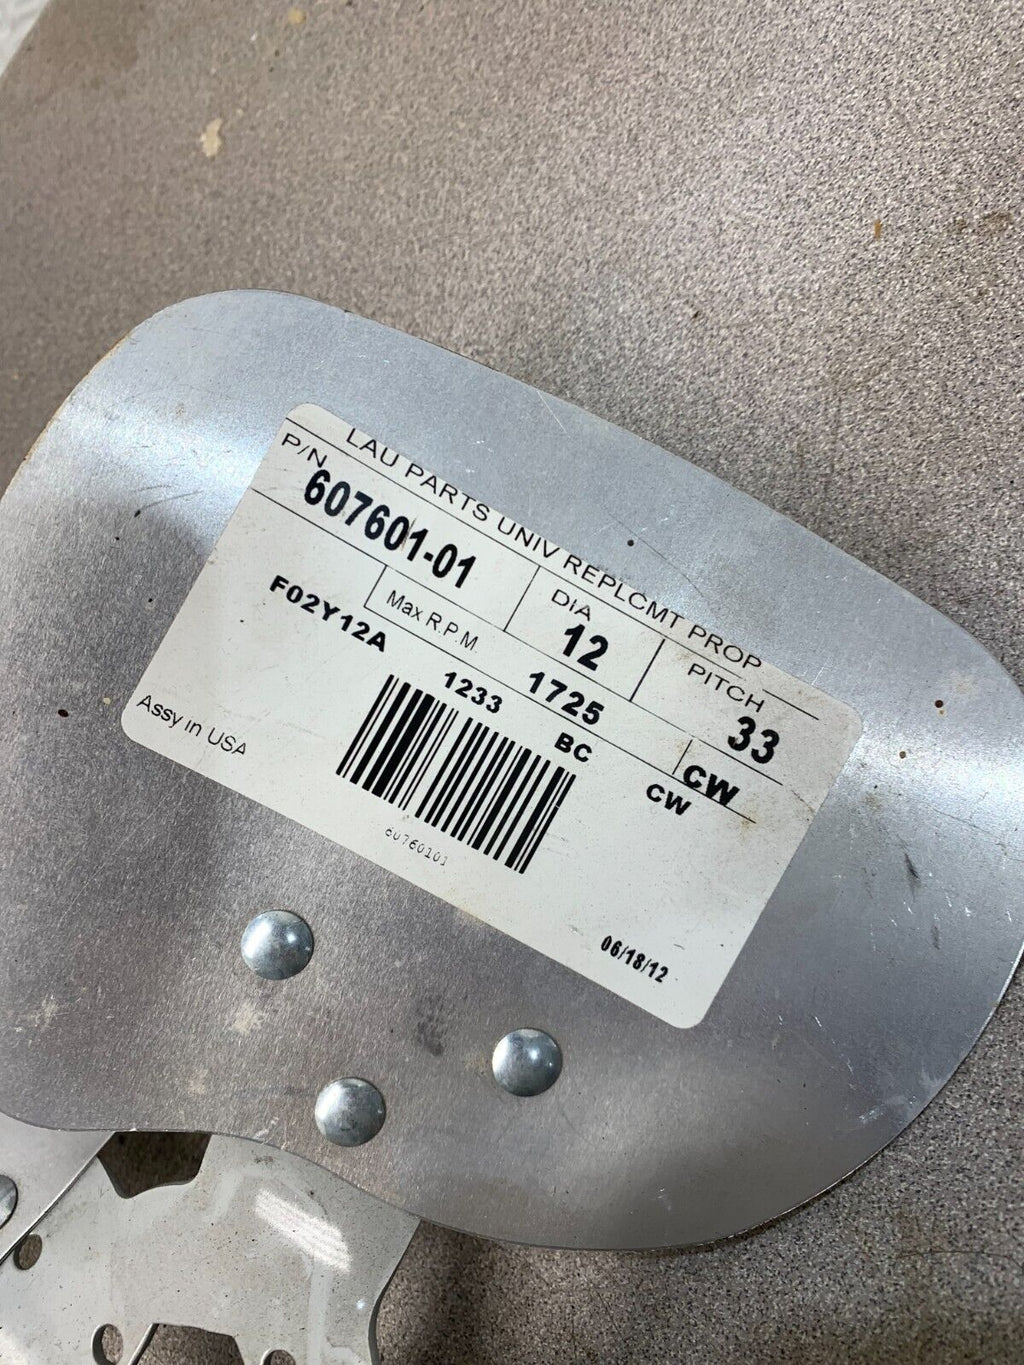 LAU PARTS UNIV REPLCMT PROP
P/N 607601-01 DIA 12 PITCH 33
Max R.P.M. 1725 CW
F02Y12A 1233 BC CW
Assy in USA
60760101
06/18/12